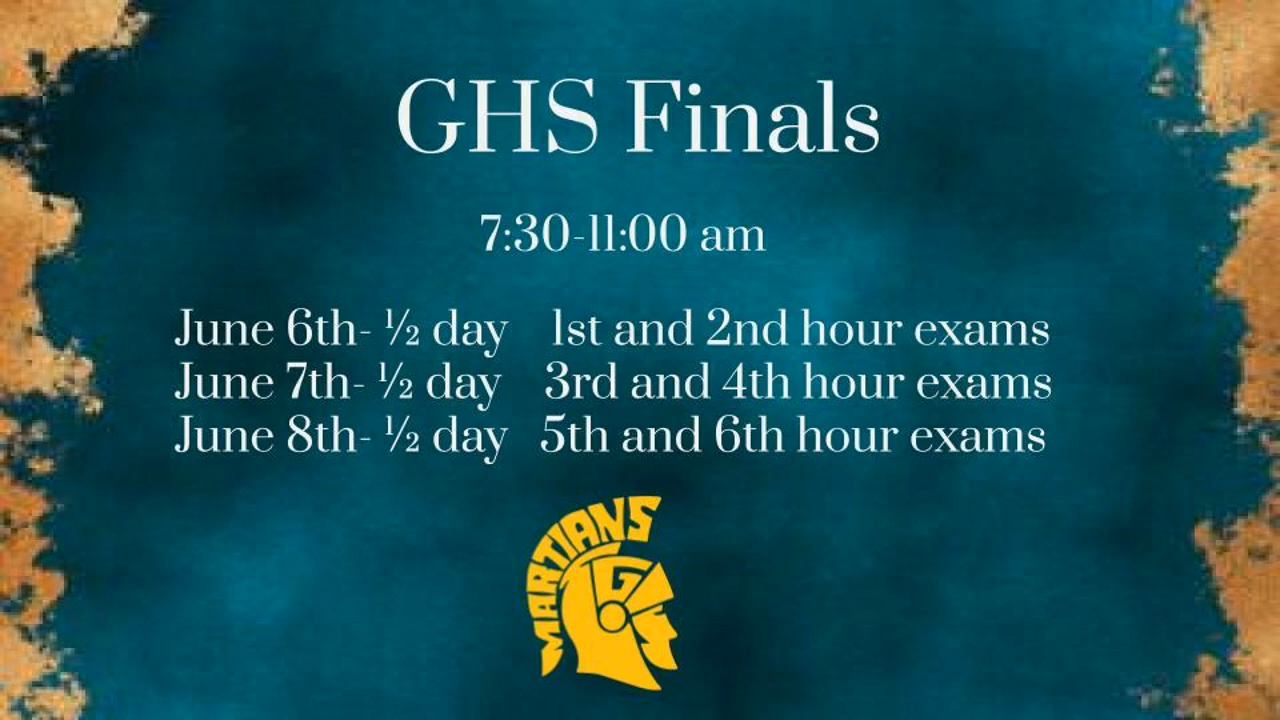 GHS Finals
7:30-11:00 am
June 6th- ½ day 1st and 2nd hour exams
June 7th- ½ day 3rd and 4th hour exams
June 8th- ½ day 5th and 6th hour exams
MARTIANS
G